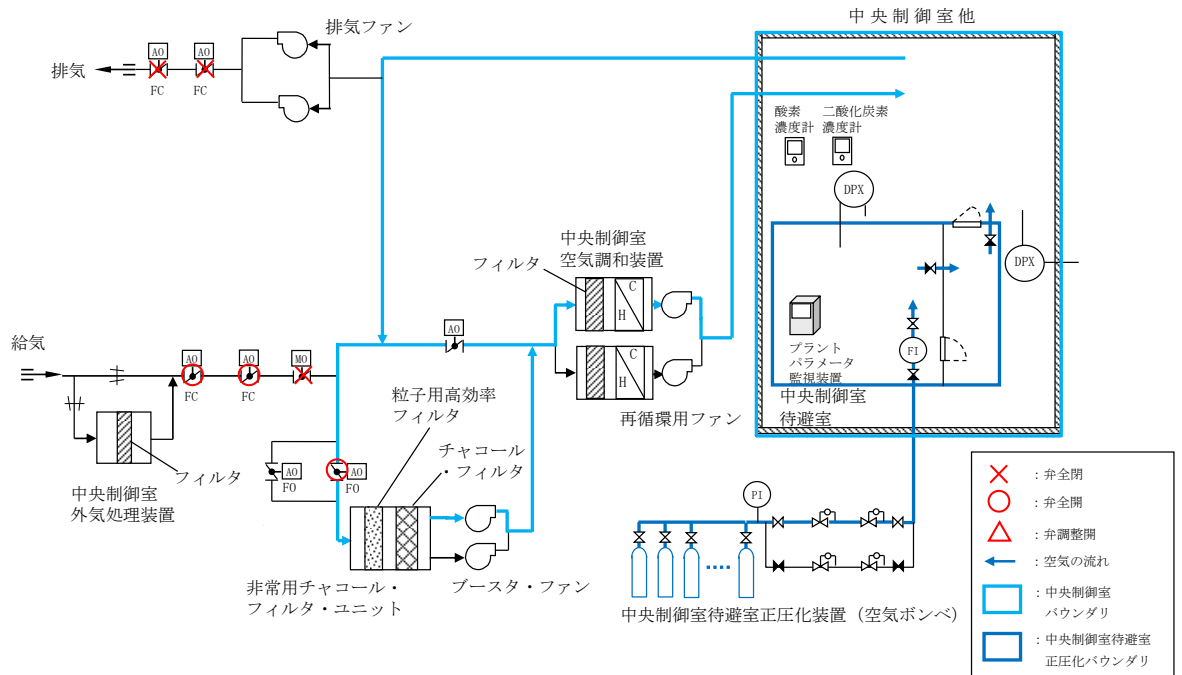 中央制御室他
排気ファン
AO
AO
排気
FC
FC
酸素
濃度計
二酸化炭素
濃度計
DPX
DPX
中央制御室
空気調和装置
フィルタ
C
H
C
H
AO
給気
AO
AO
MO
FC
FC
プラント
パラメータ
監視装置
FI
中央制御室
待避室
再循環用ファン
粒子用高効率
フィルタ
チャコール
・フィルタ
フィルタ
中央制御室
外気処理装置
AO
FO
AO
FO
非常用チャコール・
フィルタ・ユニット
ブースタ・ファン
PI
中央制御室待避室正圧化装置（空気ボンベ）
：弁全閉
：弁全開
：弁調整開
：空気の流れ
：中央制御室
バウンダリ
：中央制御室待避室
正圧化バウンダリ